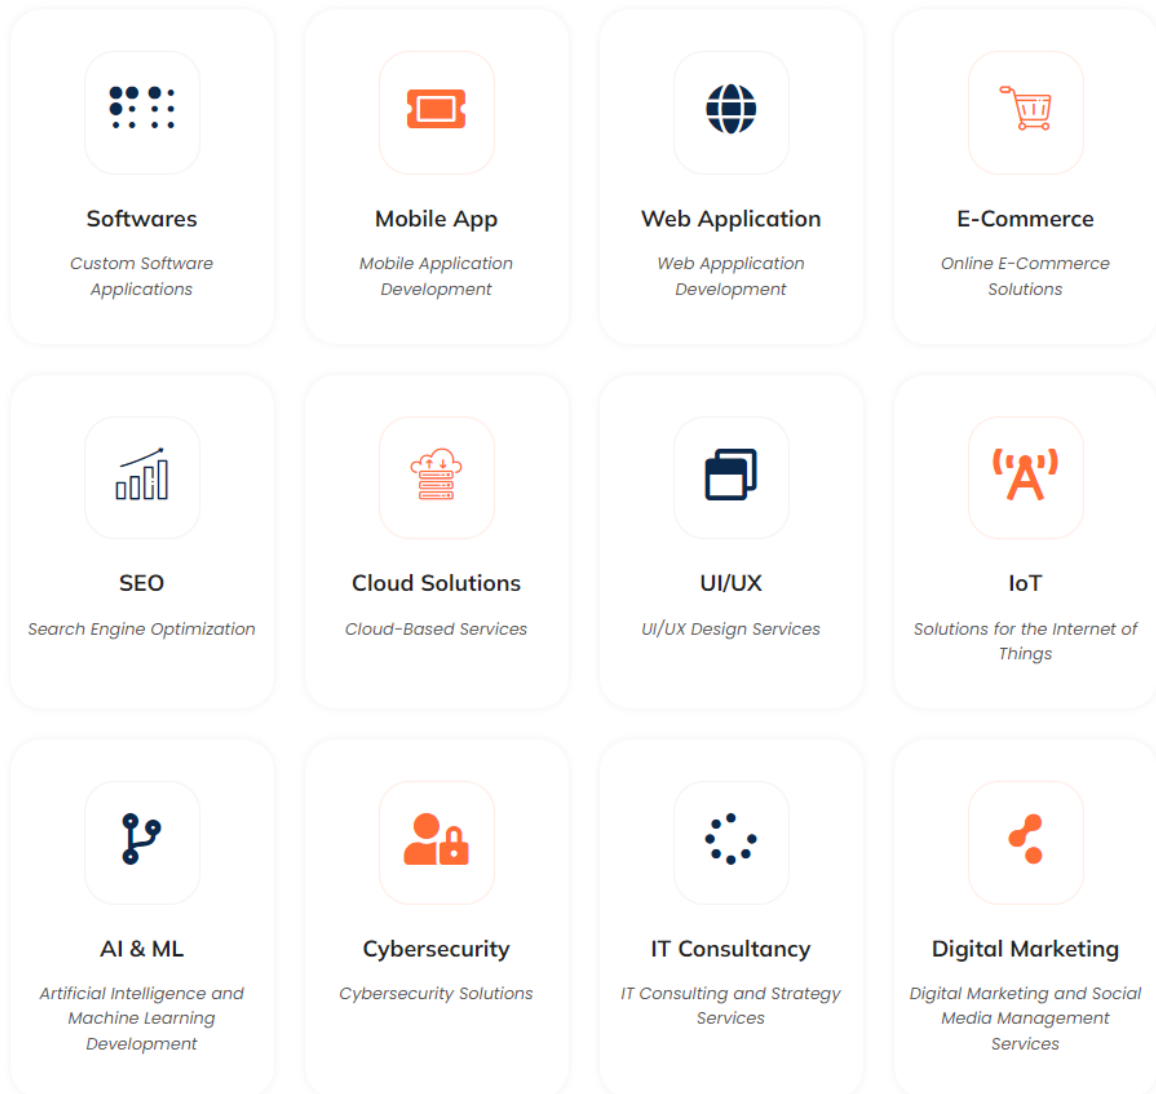 Softwares
Custom Software
Applications
Mobile App
Mobile Application
Development
Web Application
Web Appplication
Development
E-Commerce
Online E-Commerce
Solutions
SEO
Search Engine Optimization
Cloud Solutions
Cloud-Based Services
UI/UX
UI/UX Design Services
IoT
Solutions for the Internet of
Things
AI & ML
Artificial Intelligence and
Machine Learning
Development
Cybersecurity
Cybersecurity Solutions
IT Consultancy
IT Consulting and Strategy
Services
Digital Marketing
Digital Marketing and Social
Media Management
Services